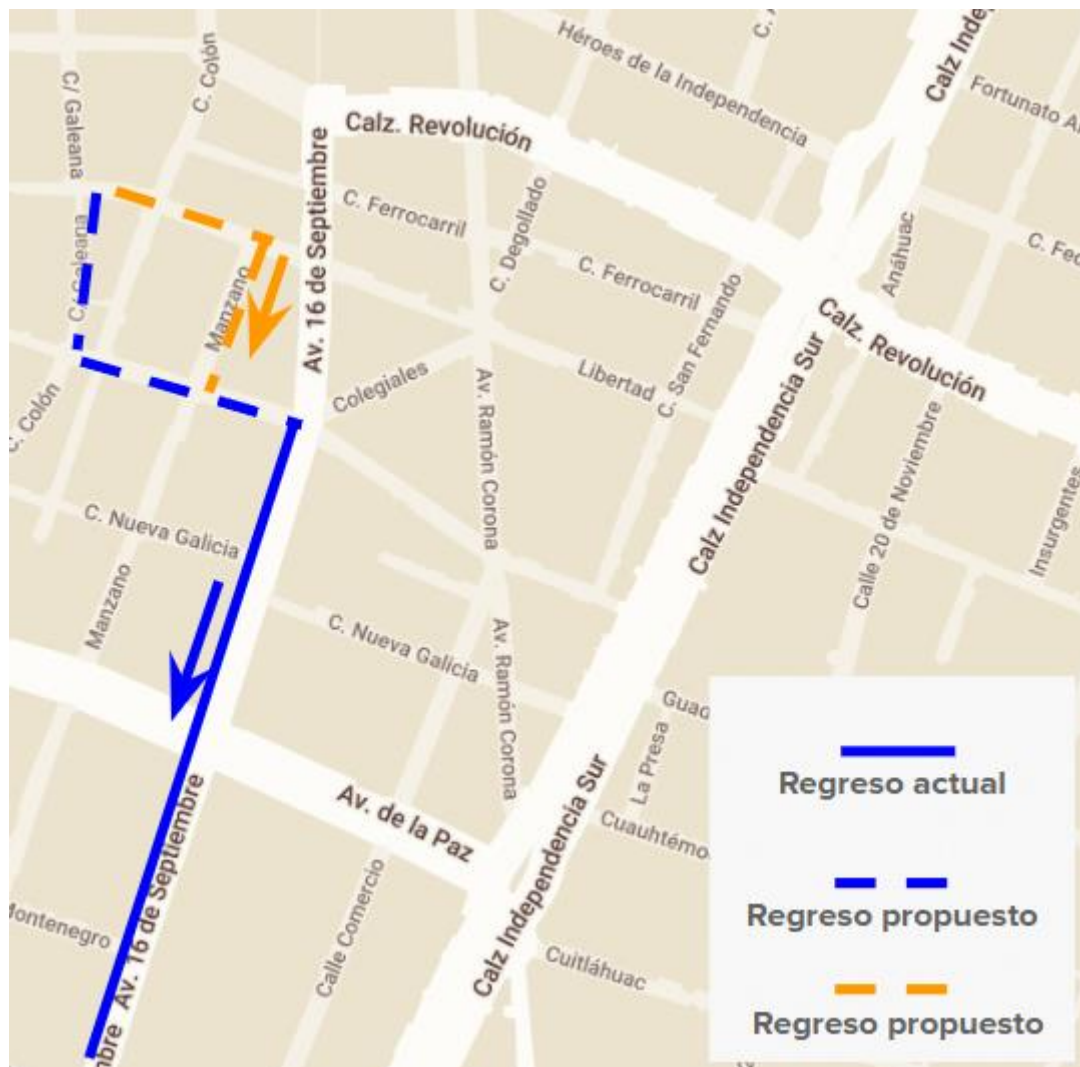 Héroes de la Independencia
C. Colón
C/ Galeana
Calz Inde
Fortunato A
Calz. Revolución
Av. 16 de Septiembre
C. Ferrocarril
C. Degollado
Anáhuac
C/ Galeana
C. Ferrocarril
Manzano
C. San Fernando
Calz. Revolución
Libertad
Colegiales
C. Colón
Av. Ramón Corona
Calz Independencia Sur
Calle 20 de Noviembre
Insurgentes
C. Nueva Galicia
Manzano
C. Nueva Galicia
Av. Ramón Corona
Guad
La Presa
Regreso actual
Av. de la Paz
Cuauhtémo
Av. 16 de Septiembre
Calz Independencia Sur
Calle Comercio
Montenegro
Regreso propuesto
Cuitláhuac
Regreso propuesto
mbre